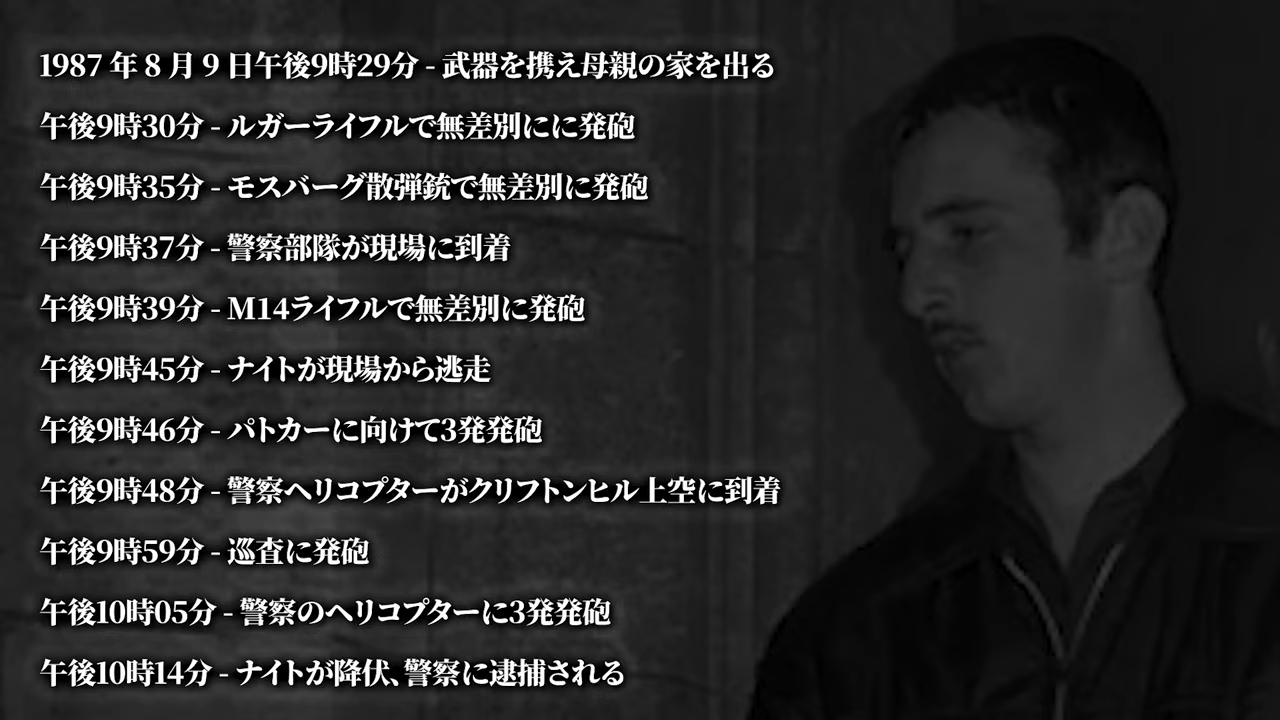 1987 年 8 月 9 日午後9時29分 - 武器を携え母親の家を出る
午後9時30分 - ルガーライフルで無差別にに発砲
午後9時35分 - モスバーグ散弾銃で無差別に発砲
午後9時37分 - 警察部隊が現場に到着
午後9時39分 - M14ライフルで無差別に発砲
午後9時45分 - ナイトが現場から逃走
午後9時46分 - パトカーに向けて3発発砲
午後9時48分 - 警察ヘリコプターがクリフトンヒル上空に到着
午後9時59分 - 巡査に発砲
午後10時05分 - 警察のヘリコプターに3発発砲
午後10時14分 - ナイトが降伏、警察に逮捕される